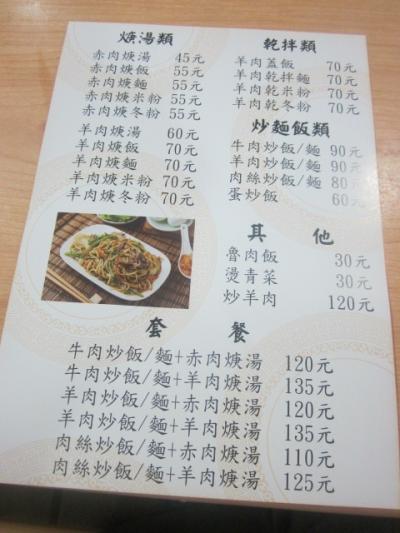 焿湯類
赤肉焿湯 45元
赤肉焿飯 55元
赤肉焿麵 55元
赤肉焿米粉 55元
赤肉焿冬粉 55元
羊肉焿湯 60元
羊肉焿飯 70元
羊肉焿麵 70元
羊肉焿米粉 70元
羊肉焿冬粉 70元
乾拌類
羊肉蓋飯 70元
羊肉乾拌麵 70元
羊肉乾米粉 70元
羊肉乾冬粉 70元
炒麵飯類
牛肉炒飯/麵 90元
羊肉炒飯/麵 90元
肉絲炒飯/麵 80元
蛋炒飯 60元
其他
魯肉飯 30元
燙青菜 30元
炒羊肉 120元
套餐
牛肉炒飯/麵+赤肉焿湯 120元
牛肉炒飯/麵+羊肉焿湯 135元
羊肉炒飯/麵+赤肉焿湯 120元
羊肉炒飯/麵+羊肉焿湯 135元
肉絲炒飯/麵+赤肉焿湯 110元
肉絲炒飯/麵+羊肉焿湯 125元